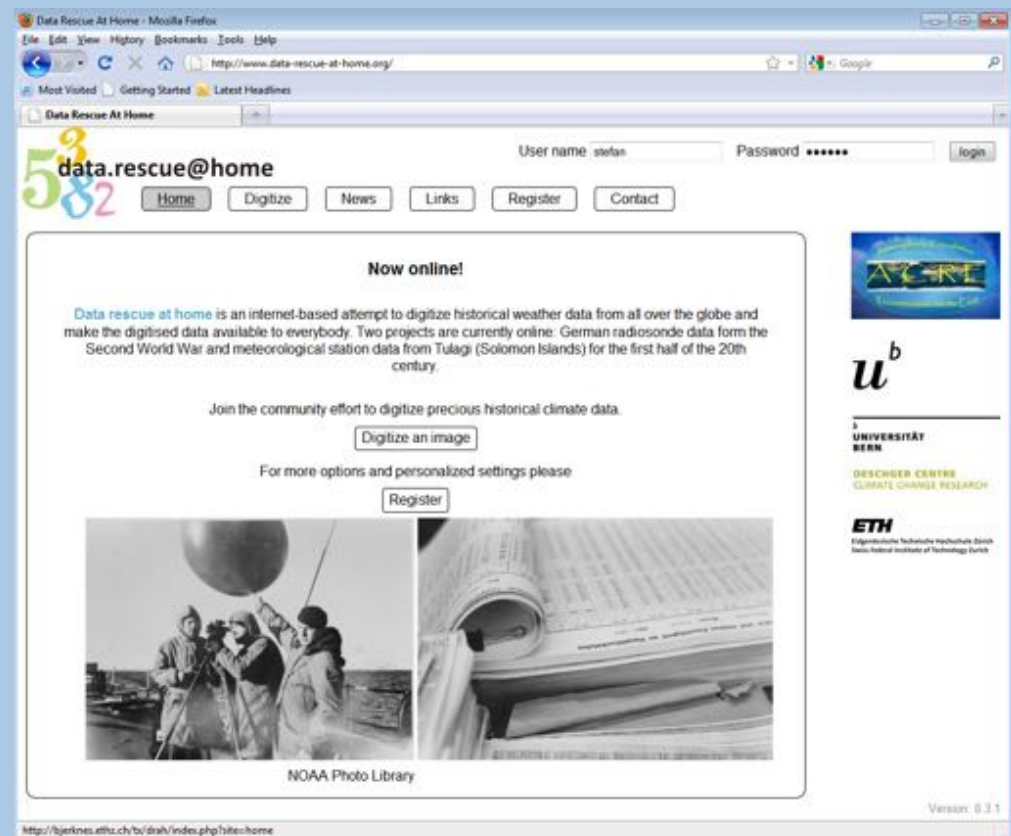 Data Rescue At Home - Mozilla Firefox
File Edit View History Bookmarks Tools Help
http://www.data-rescue-at-home.org/
Google
Most Visited Getting Started Latest Headlines
Data Rescue At Home
5382
data.rescue@home
User name stefan Password ●●●●●● login
Home Digitize News Links Register Contact
Now online!
Data rescue at home is an internet-based attempt to digitize historical weather data from all over the globe and
make the digitised data available to everybody. Two projects are currently online: German radiosonde data form the
Second World War and meteorological station data from Tulagi (Solomon Islands) for the first half of the 20th
century.
Join the community effort to digitize precious historical climate data.
Digitize an image
For more options and personalized settings please
Register
NOAA Photo Library
ACRE
u b
b
UNIVERSITÄT
BERN
OESCHGER CENTRE
CLIMATE CHANGE RESEARCH
ETH
Eidgenössische Technische Hochschule Zürich
Swiss Federal Institute of Technology Zurich
Version: 0.3.1
http://bjerknes.ethz.ch/tv/drah/index.php?site=home